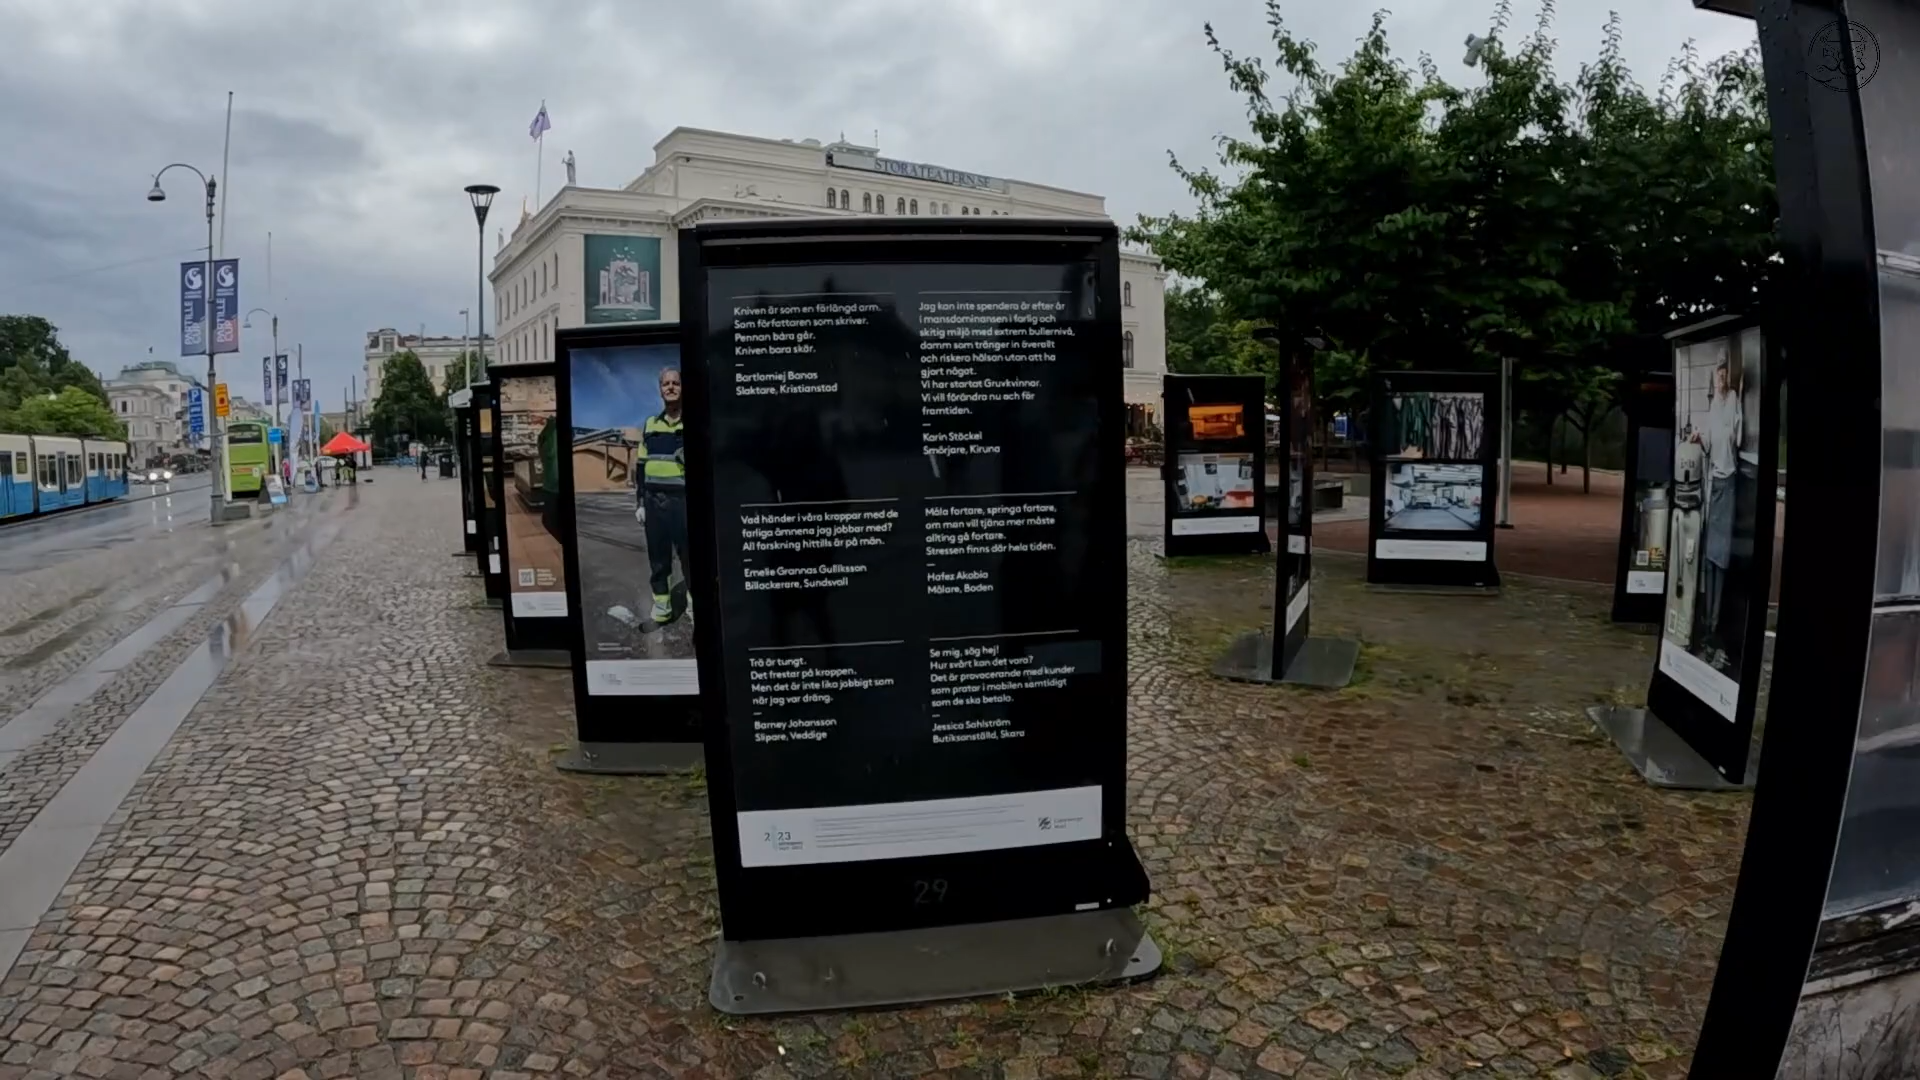 STORATEATERN.SE
PARTILLE
CUP
Kniven är som en förlängd arm.
Som författaren som skriver.
Pennan bara går.
Kniven bara skär.
—
Bartlomiej Banas
Slaktare, Kristianstad
Jag kan inte spendera år efter år
i mansdominansen i farlig och
skitig miljö med extrem bullernivå,
damm som tränger in överallt
och riskera hälsan utan att ha
gjort något.
Vi har startat Gruvkvinnor.
Vi vill förändra nu och för
framtiden.
—
Karin Stöckel
Smörjare, Kiruna
Vad händer i våra kroppar med de
farliga ämnena jag jobbar med?
All forskning hittills är på män.
—
Emelie Grannas Gulliksson
Billackerare, Sundsvall
Måla fortare, springa fortare,
om man vill tjäna mer måste
allting gå fortare.
Stressen finns där hela tiden.
—
Hafez Akabia
Målare, Boden
Trä är tungt.
Det frestar på kroppen.
Men det är inte lika jobbigt som
när jag var dräng.
—
Barney Johansson
Slipare, Veddige
Se mig, säg hej!
Hur svårt kan det vara?
Det är provocerande med kunder
som pratar i mobilen samtidigt
som de ska betala.
—
Jessica Sahlström
Butiksanställd, Skara
2 23
29